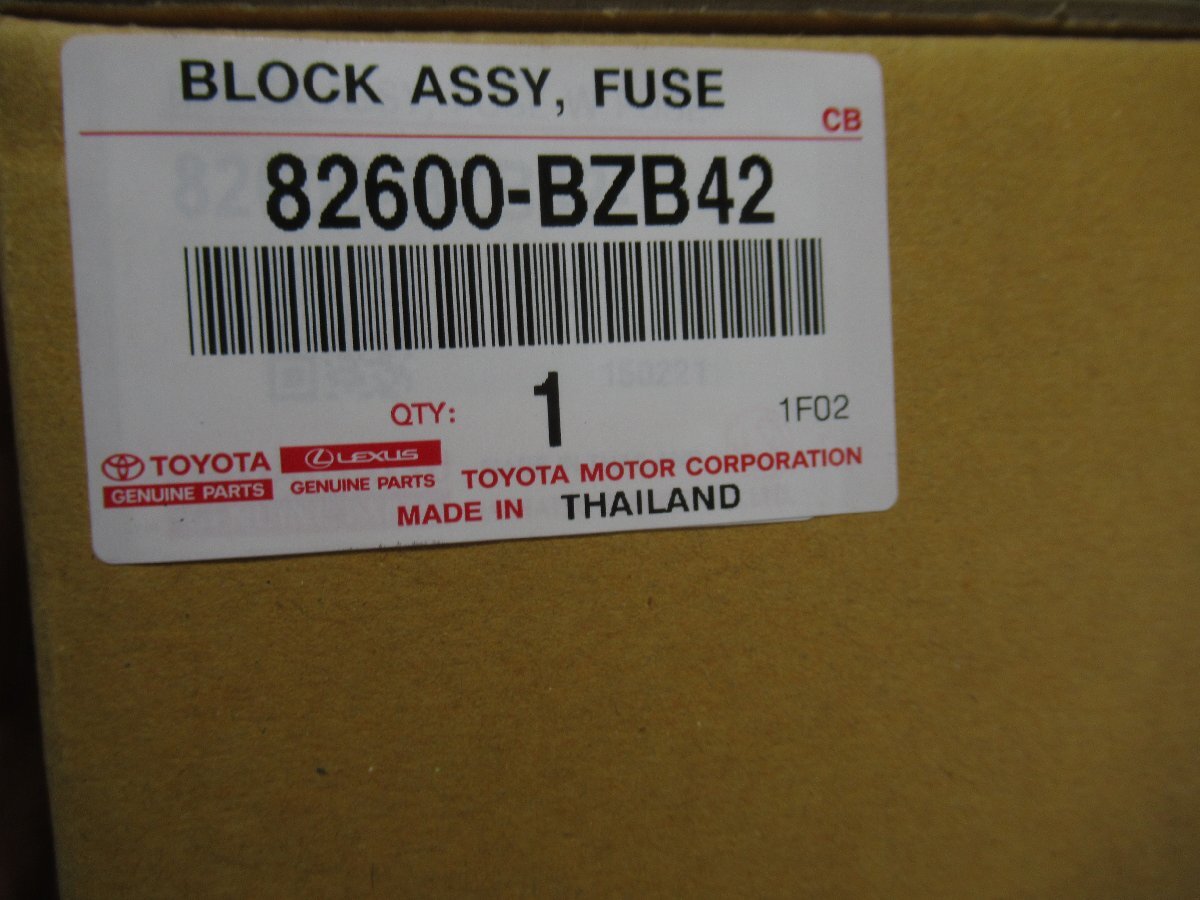 BLOCK ASSY, FUSE
CB
82600-BZB42
QTY: 1 1F02
TOYOTA LEXUS TOYOTA MOTOR CORPORATION
GENUINE PARTS GENUINE PARTS
MADE IN THAILAND